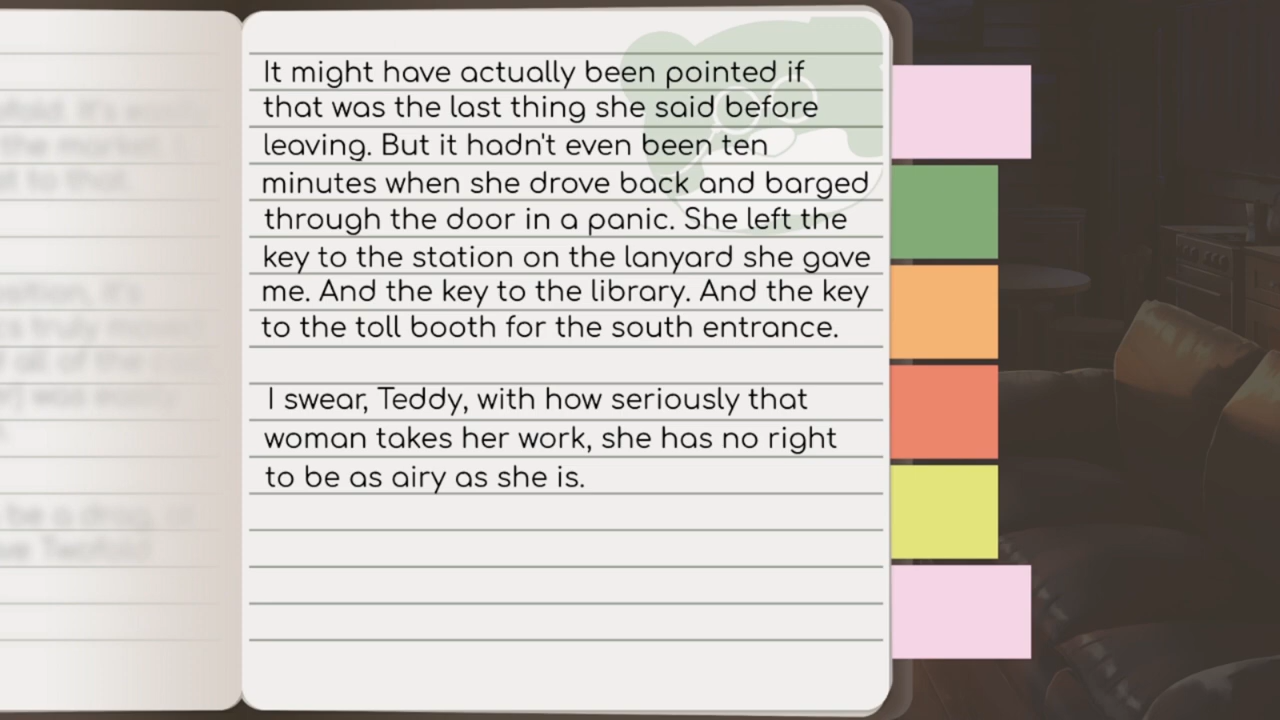 It might have actually been pointed if
that was the last thing she said before
leaving. But it hadn't even been ten
minutes when she drove back and barged
through the door in a panic. She left the
key to the station on the lanyard she gave
me. And the key to the library. And the key
to the toll booth for the south entrance.
I swear, Teddy, with how seriously that
woman takes her work, she has no right
to be as airy as she is.